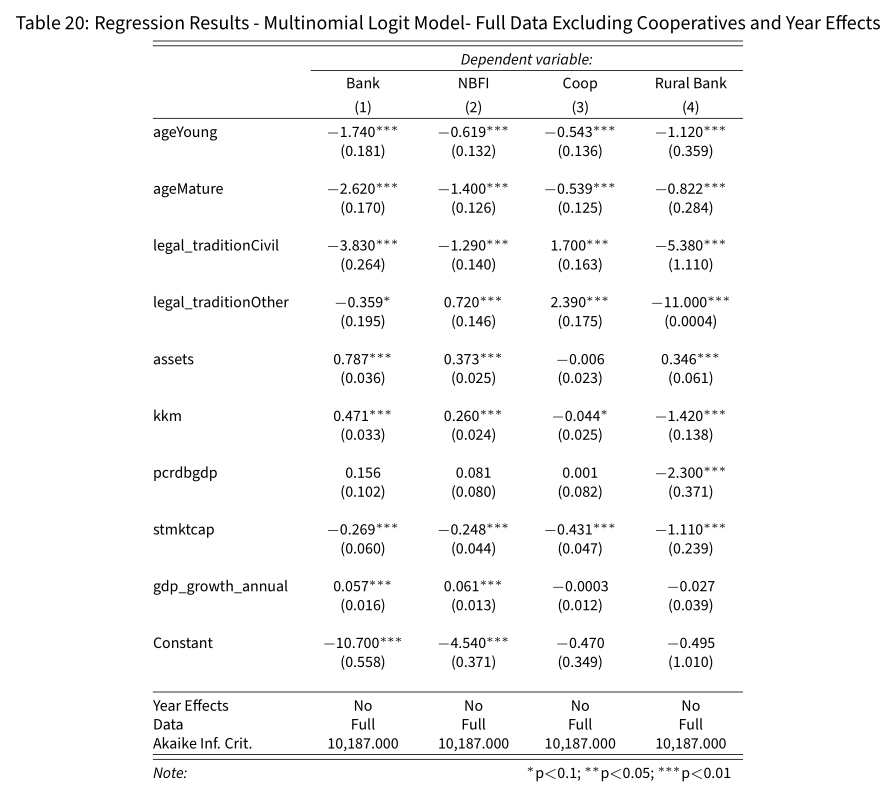 Table 20: Regression Results - Multinomial Logit Model- Full Data Excluding Cooperatives and Year Effects
Dependent variable:
Bank NBFI Coop Rural Bank
(1) (2) (3) (4)
ageYoung −1.740*** −0.619*** −0.543*** −1.120***
(0.181) (0.132) (0.136) (0.359)
ageMature −2.620*** −1.400*** −0.539*** −0.822***
(0.170) (0.126) (0.125) (0.284)
legal_traditionCivil −3.830*** −1.290*** 1.700*** −5.380***
(0.264) (0.140) (0.163) (1.110)
legal_traditionOther −0.359* 0.720*** 2.390*** −11.000***
(0.195) (0.146) (0.175) (0.0004)
assets 0.787*** 0.373*** −0.006 0.346***
(0.036) (0.025) (0.023) (0.061)
kkm 0.471*** 0.260*** −0.044* −1.420***
(0.033) (0.024) (0.025) (0.138)
pcrdbgdp 0.156 0.081 0.001 −2.300***
(0.102) (0.080) (0.082) (0.371)
stmktcap −0.269*** −0.248*** −0.431*** −1.110***
(0.060) (0.044) (0.047) (0.239)
gdp_growth_annual 0.057*** 0.061*** −0.0003 −0.027
(0.016) (0.013) (0.012) (0.039)
Constant −10.700*** −4.540*** −0.470 −0.495
(0.558) (0.371) (0.349) (1.010)
Year Effects No No No No
Data Full Full Full Full
Akaike Inf. Crit. 10,187.000 10,187.000 10,187.000 10,187.000
Note: *p<0.1; **p<0.05; ***p<0.01